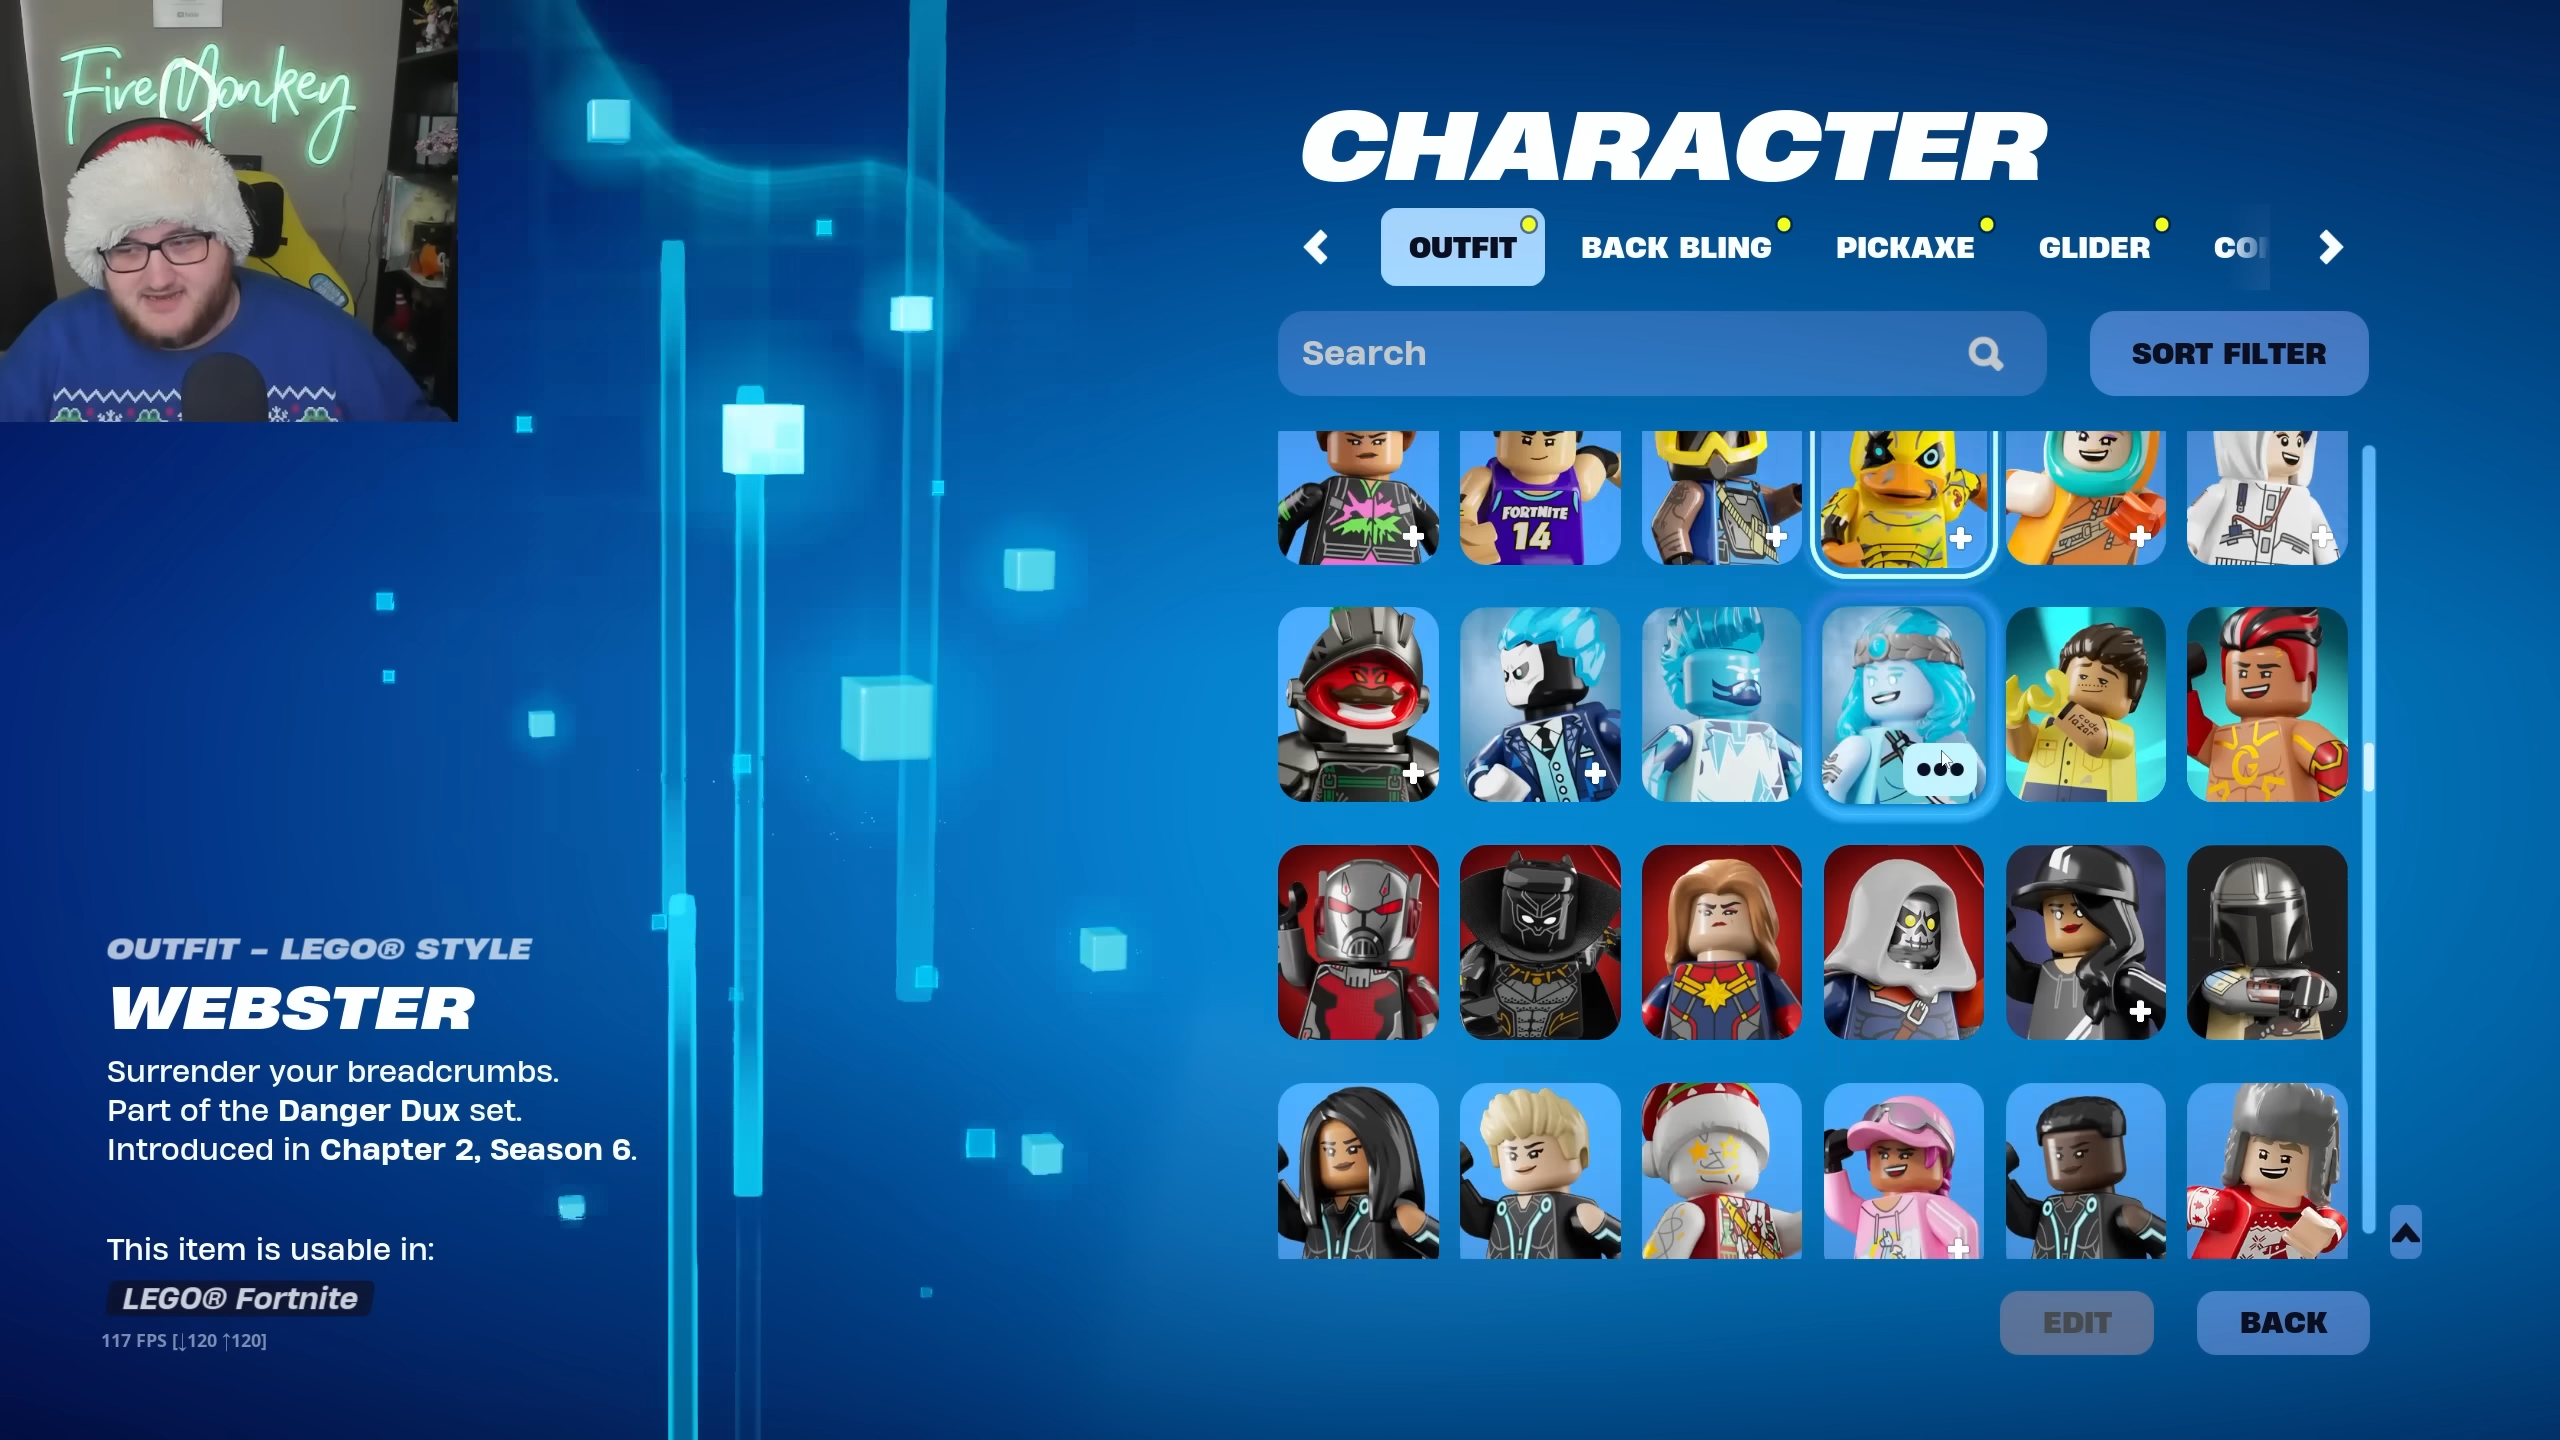 FireMonkey
CHARACTER
OUTFIT
BACK BLING
PICKAXE
GLIDER
Search
SORT FILTER
FORTNITE
14
code
lazar
G
OUTFIT - LEGO® STYLE
WEBSTER
Surrender your breadcrumbs.
Part of the Danger Dux set.
Introduced in Chapter 2, Season 6.
This item is usable in:
LEGO® Fortnite
117 FPS [↓120 ↑120]
EDIT
BACK